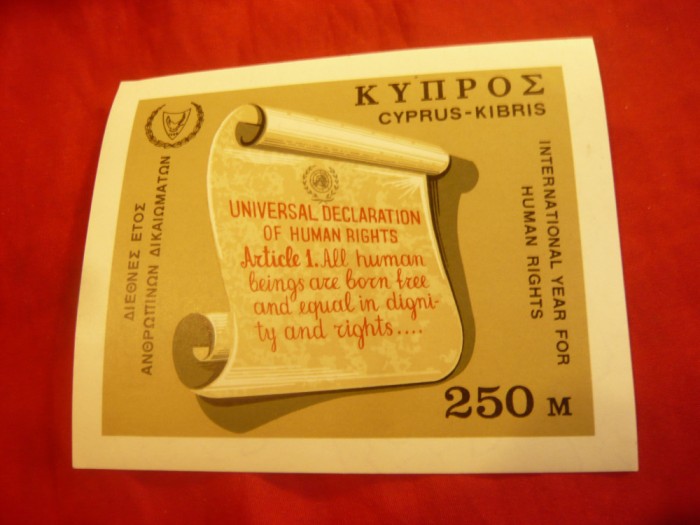 ΚΥΠΡΟΣ
CYPRUS-KIBRIS
ΔΙΕΘΝΕΣ ΕΤΟΣ
ΑΝΘΡΩΠΙΝΩΝ ΔΙΚΑΙΩΜΑΤΩΝ
UNIVERSAL DECLARATION
OF HUMAN RIGHTS
Article 1. All human
beings are born free
and equal in digni-
ty and rights....
INTERNATIONAL YEAR FOR
HUMAN RIGHTS
250 M